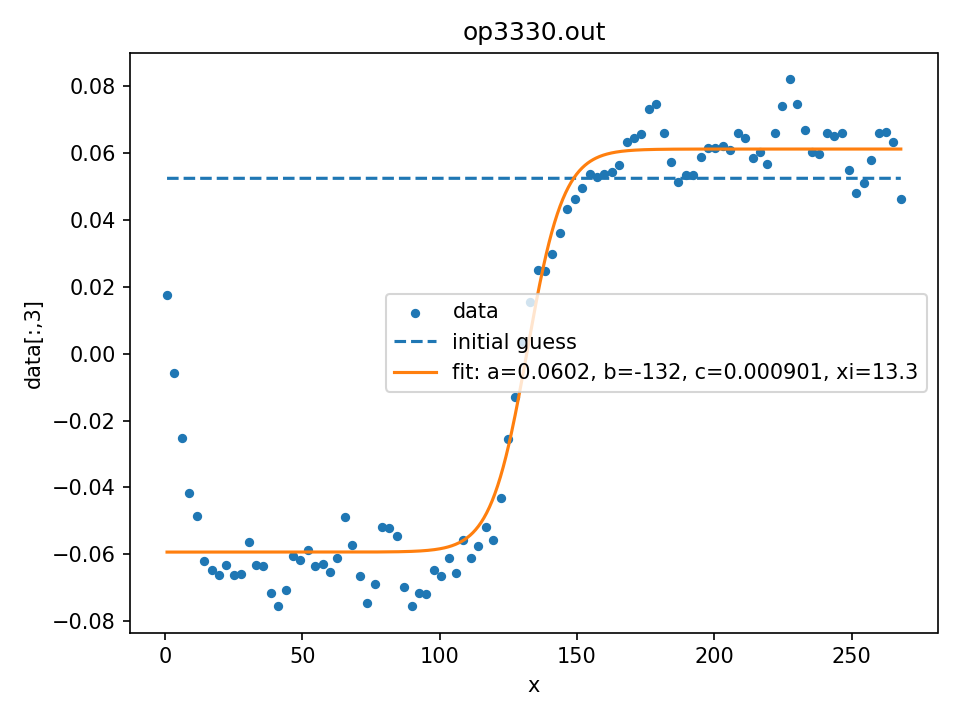 op3330.out
data[:,3]
0.08
0.06
0.04
0.02
0.00
−0.02
−0.04
−0.06
−0.08
data
initial guess
fit: a=0.0602, b=-132, c=0.000901, xi=13.3
0 50 100 150 200 250
x